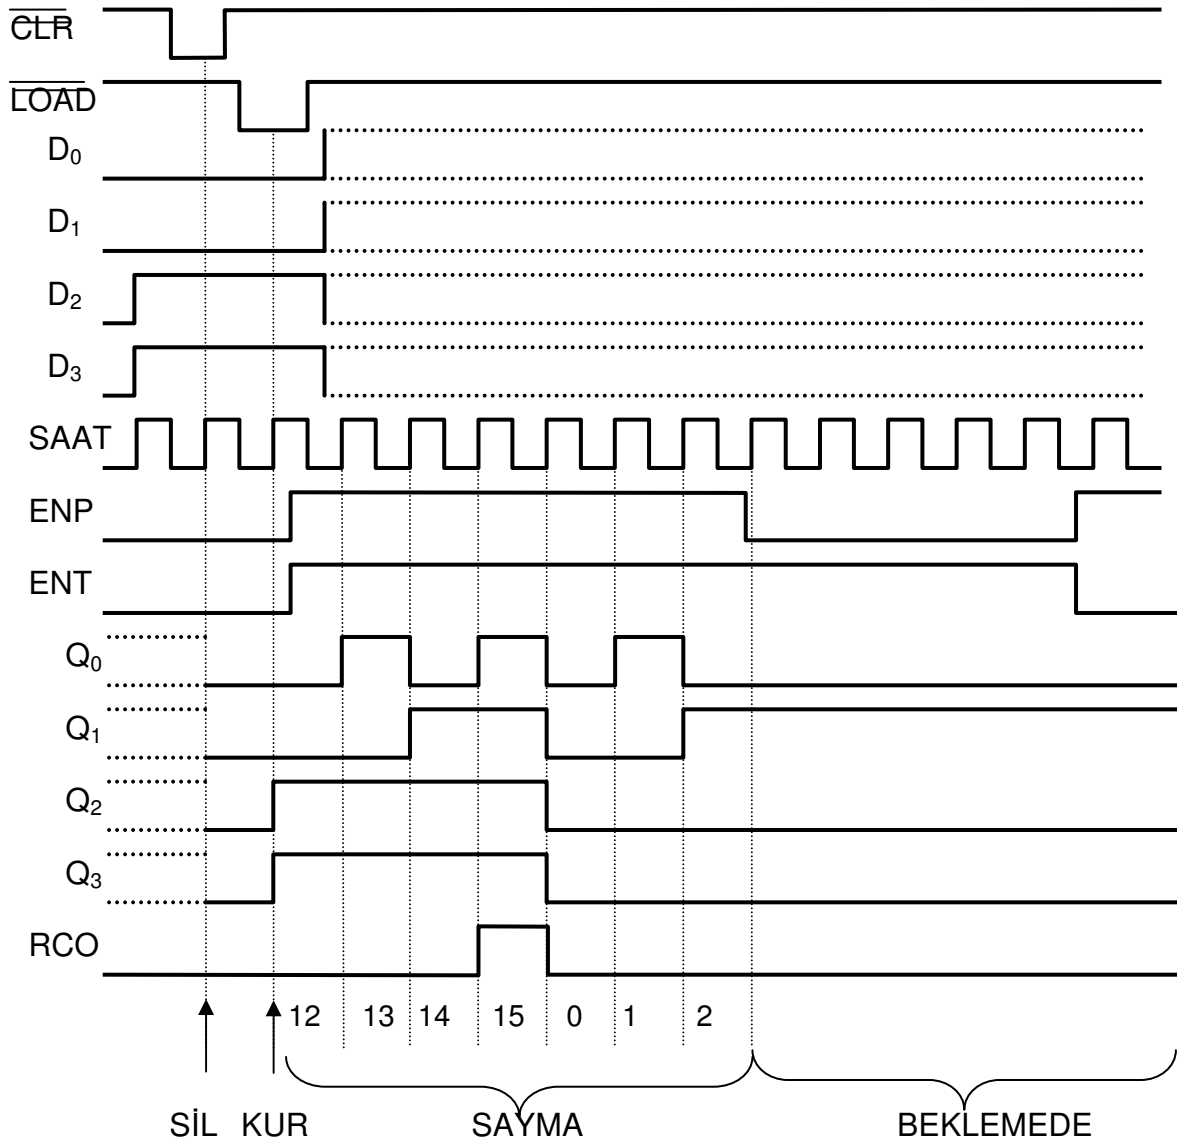 CLR
LOAD
D0
D1
D2
D3
SAAT
ENP
ENT
Q0
Q1
Q2
Q3
RCO
12 13 14 15 0 1 2
SİL KUR SAYMA BEKLEMEDE